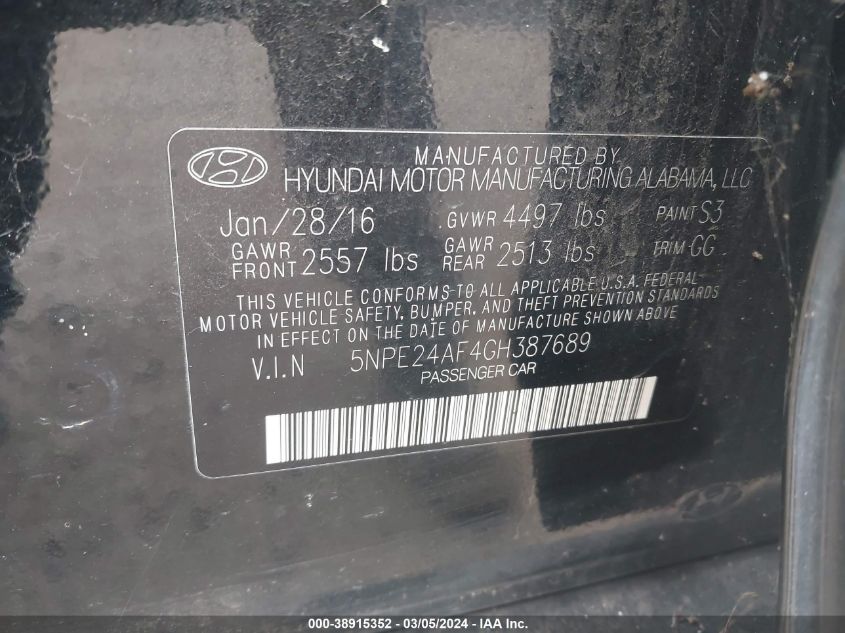 MANUFACTURED BY
HYUNDAI MOTOR MANUFACTURING ALABAMA, LLC
Jan/28/16 GVWR 4497 lbs PAINT S3
GAWR FRONT 2557 lbs GAWR REAR 2513 lbs TRIM GG
THIS VEHICLE CONFORMS TO ALL APPLICABLE U.S.A. FEDERAL
MOTOR VEHICLE SAFETY, BUMPER, AND THEFT PREVENTION STANDARDS
IN EFFECT ON THE DATE OF MANUFACTURE SHOWN ABOVE
V.I.N 5NPE24AF4GH387689
PASSENGER CAR
000-38915352 - 03/05/2024 - IAA Inc.